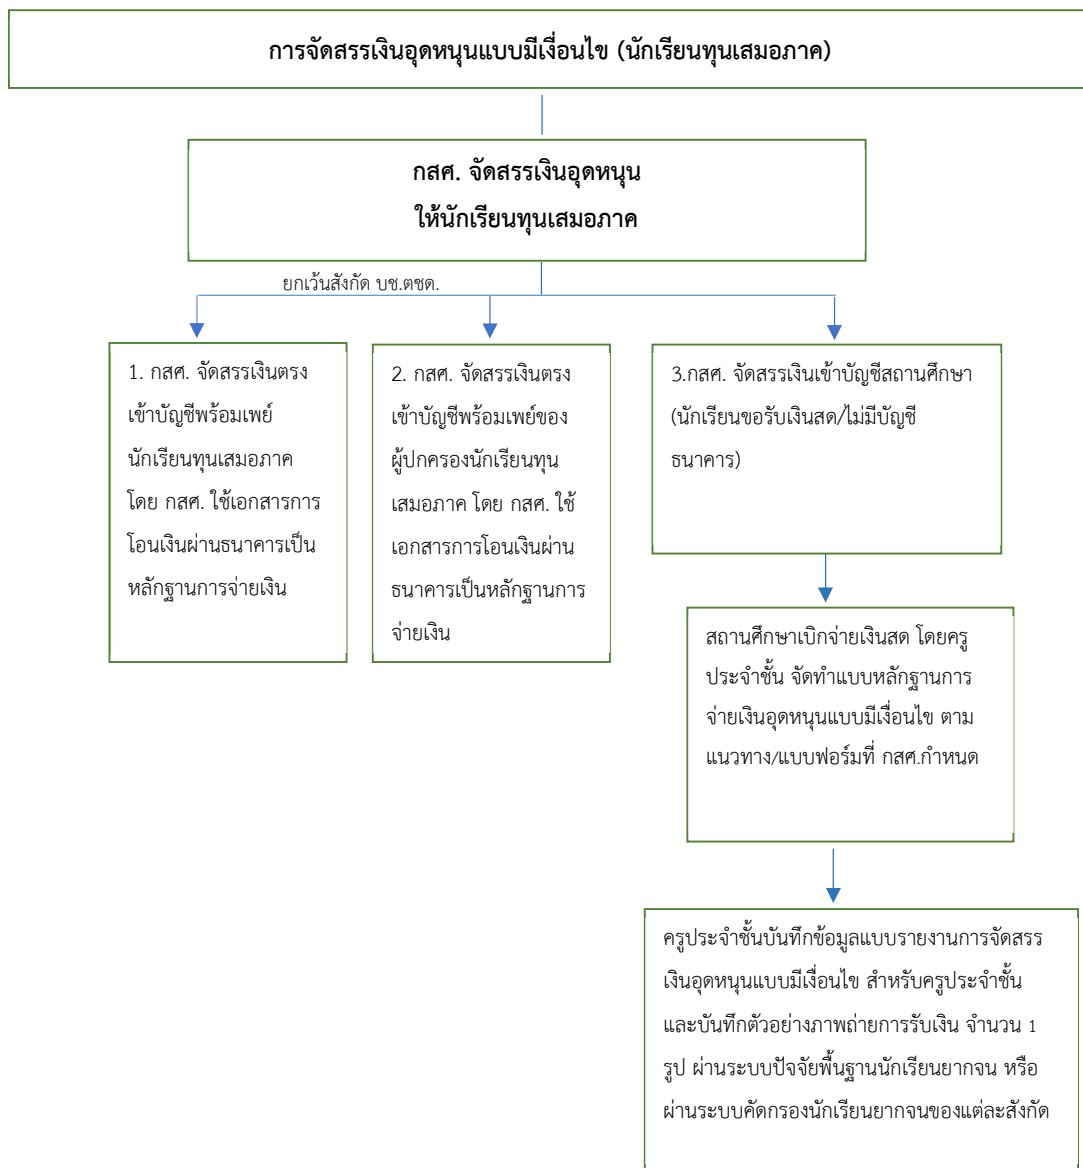 การจัดสรรเงินอุดหนุนแบบมีเงื่อนไข (นักเรียนทุนเสมอภาค)
กสศ. จัดสรรเงินอุดหนุน
ให้นักเรียนทุนเสมอภาค
ยกเว้นสังกัด บช.ตชด.
1. กสศ. จัดสรรเงินตรง
เข้าบัญชีพร้อมเพย์
นักเรียนทุนเสมอภาค
โดย กสศ. ใช้เอกสารการ
โอนเงินผ่านธนาคารเป็น
หลักฐานการจ่ายเงิน
2. กสศ. จัดสรรเงินตรง
เข้าบัญชีพร้อมเพย์ของ
ผู้ปกครองนักเรียนทุน
เสมอภาค โดย กสศ. ใช้
เอกสารการโอนเงินผ่าน
ธนาคารเป็นหลักฐานการ
จ่ายเงิน
3.กสศ. จัดสรรเงินเข้าบัญชีสถานศึกษา
(นักเรียนขอรับเงินสด/ไม่มีบัญชี
ธนาคาร)
สถานศึกษาเบิกจ่ายเงินสด โดยครู
ประจำชั้น จัดทำแบบหลักฐานการ
จ่ายเงินอุดหนุนแบบมีเงื่อนไข ตาม
แนวทาง/แบบฟอร์มที่ กสศ.กำหนด
ครูประจำชั้นบันทึกข้อมูลแบบรายงานการจัดสรร
เงินอุดหนุนแบบมีเงื่อนไข สำหรับครูประจำชั้น
และบันทึกตัวอย่างภาพถ่ายการรับเงิน จำนวน 1
รูป ผ่านระบบปัจจัยพื้นฐานนักเรียนยากจน หรือ
ผ่านระบบคัดกรองนักเรียนยากจนของแต่ละสังกัด